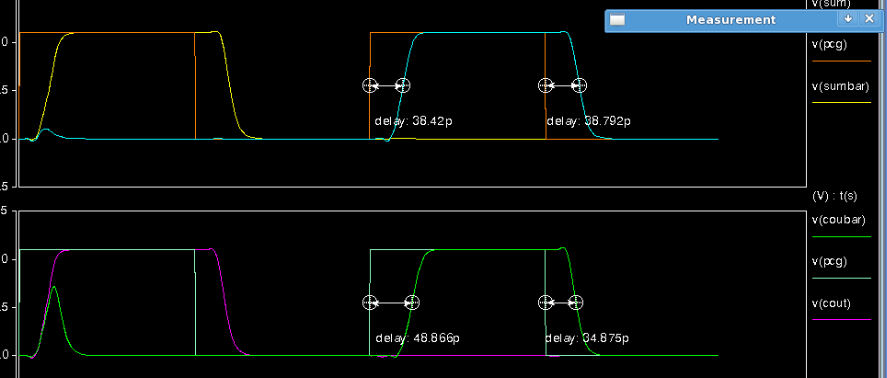 v(sum)
Measurement
v(pcg)
v(sumbar)
0
.5
.0
.5
delay: 38.42p
delay: 38.792p
(V) : t(s)
v(coubar)
v(pcg)
v(cout)
5
.0
.5
.0
delay: 48.866p
delay: 34.875p